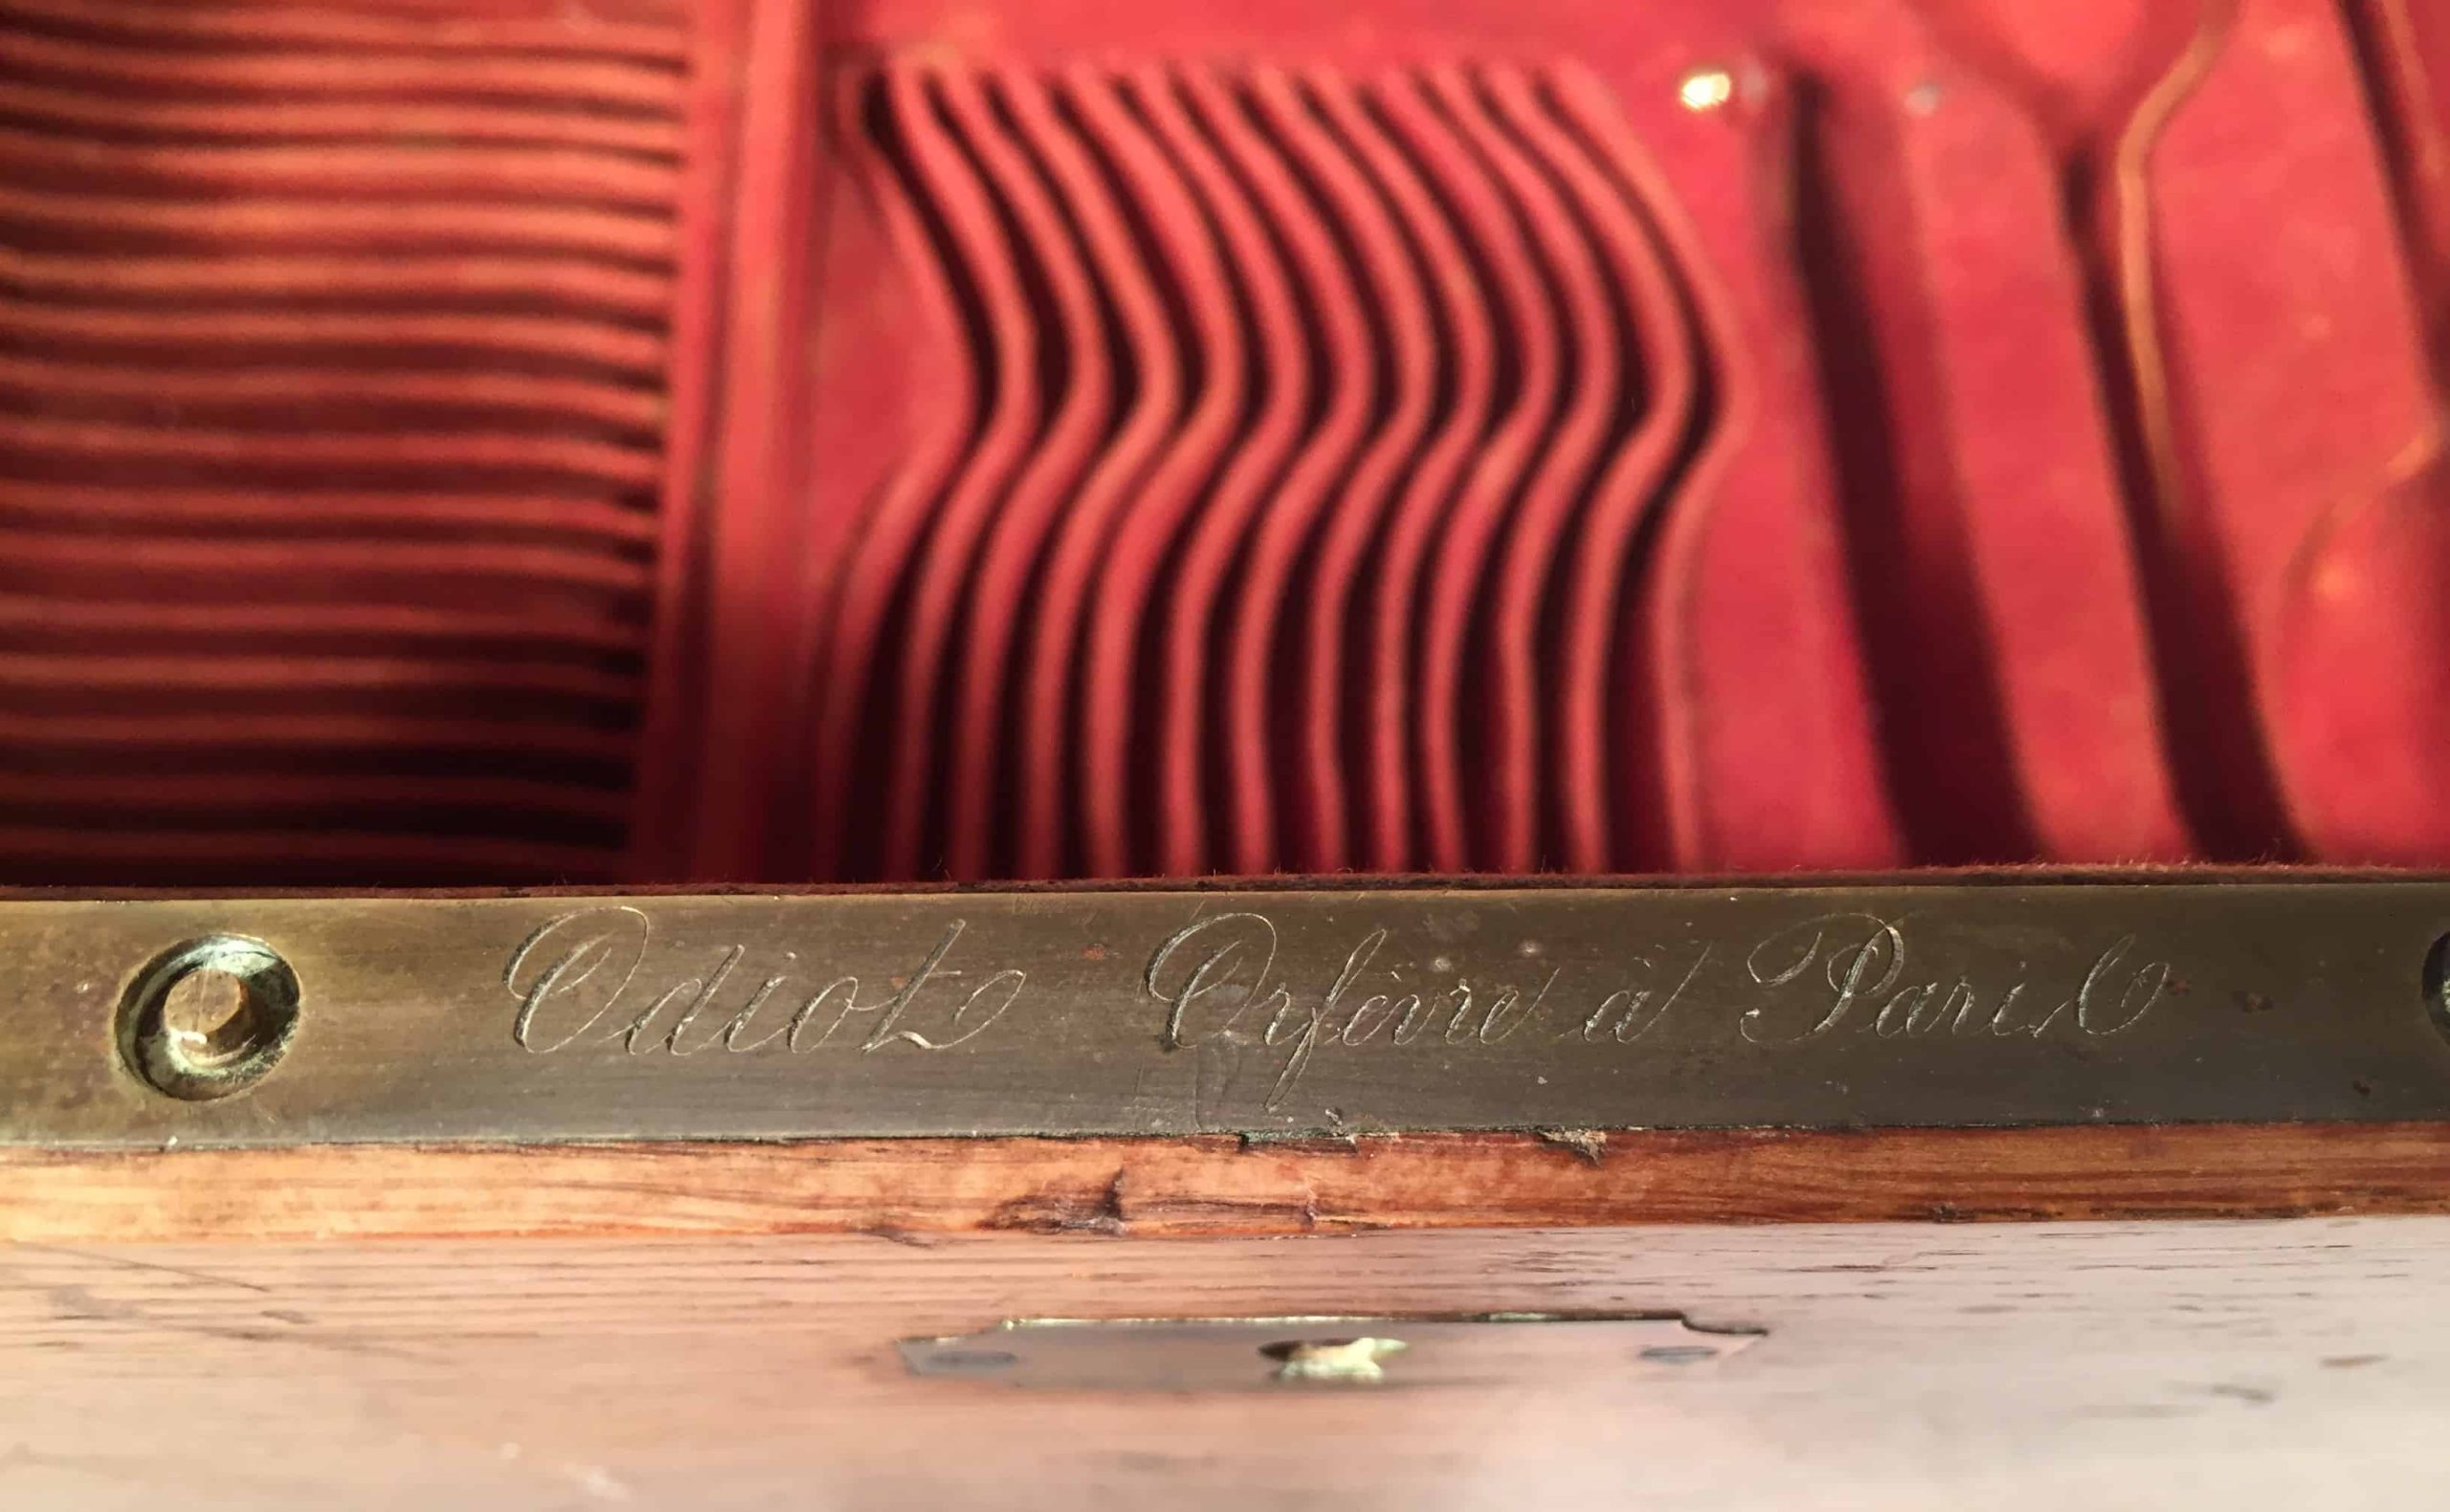 Odiot Orfèvre à Paris